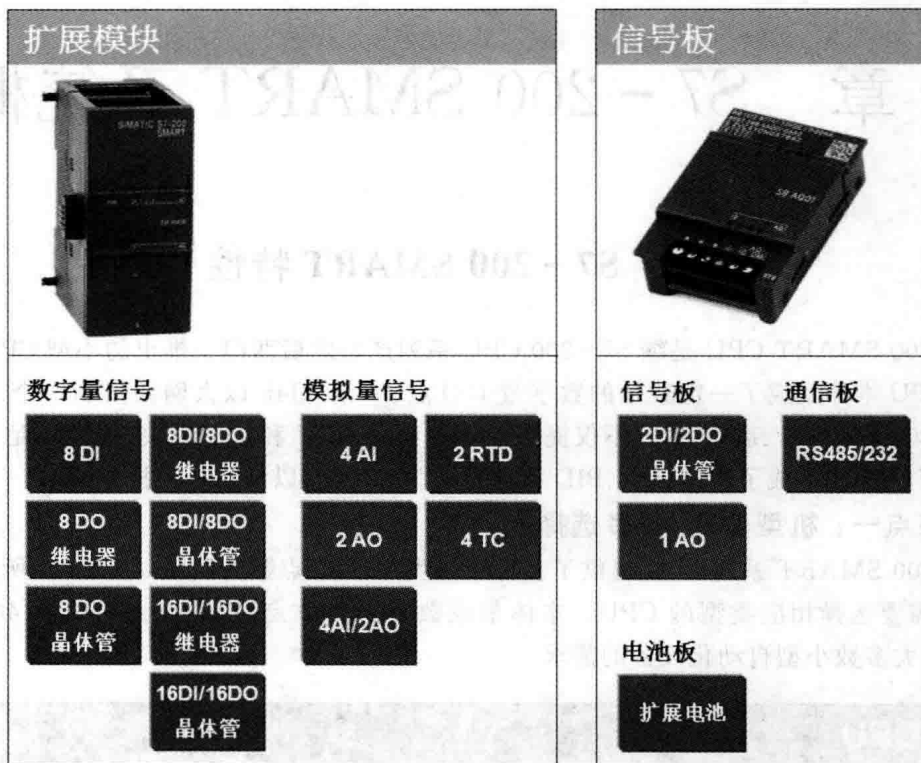 扩展模块
SIMATIC S7-200
SMART
数字量信号
模拟量信号
8 DI
8DI/8DO
继电器
8 DO
继电器
8DI/8DO
晶体管
8 DO
晶体管
16DI/16DO
继电器
16DI/16DO
晶体管
4 AI
2 RTD
2 AO
4 TC
4AI/2AO
信号板
SB AQ01
信号板
通信板
2DI/2DO
晶体管
RS485/232
1 AO
电池板
扩展电池